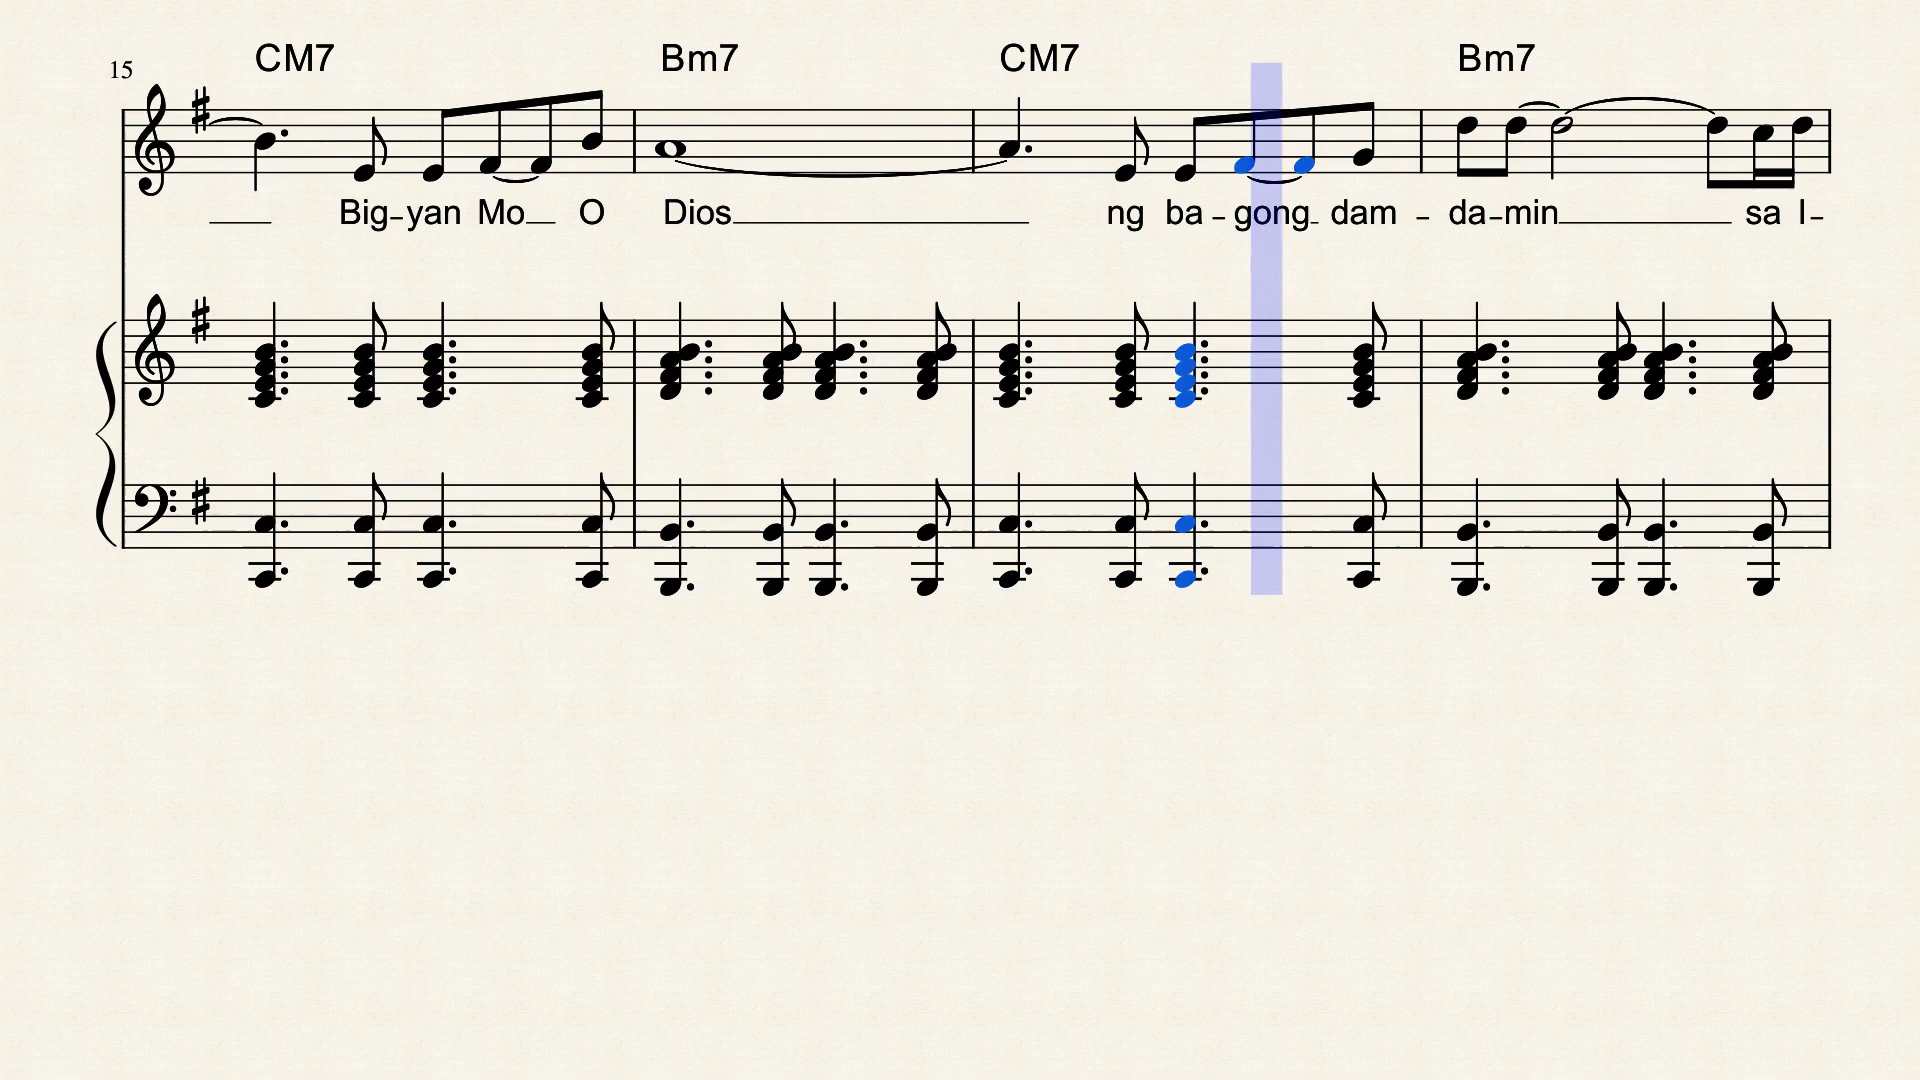 CM7 Bm7 CM7 Bm7
15
Big-yan Mo O Dios ng ba-gong dam-da-min sa I-